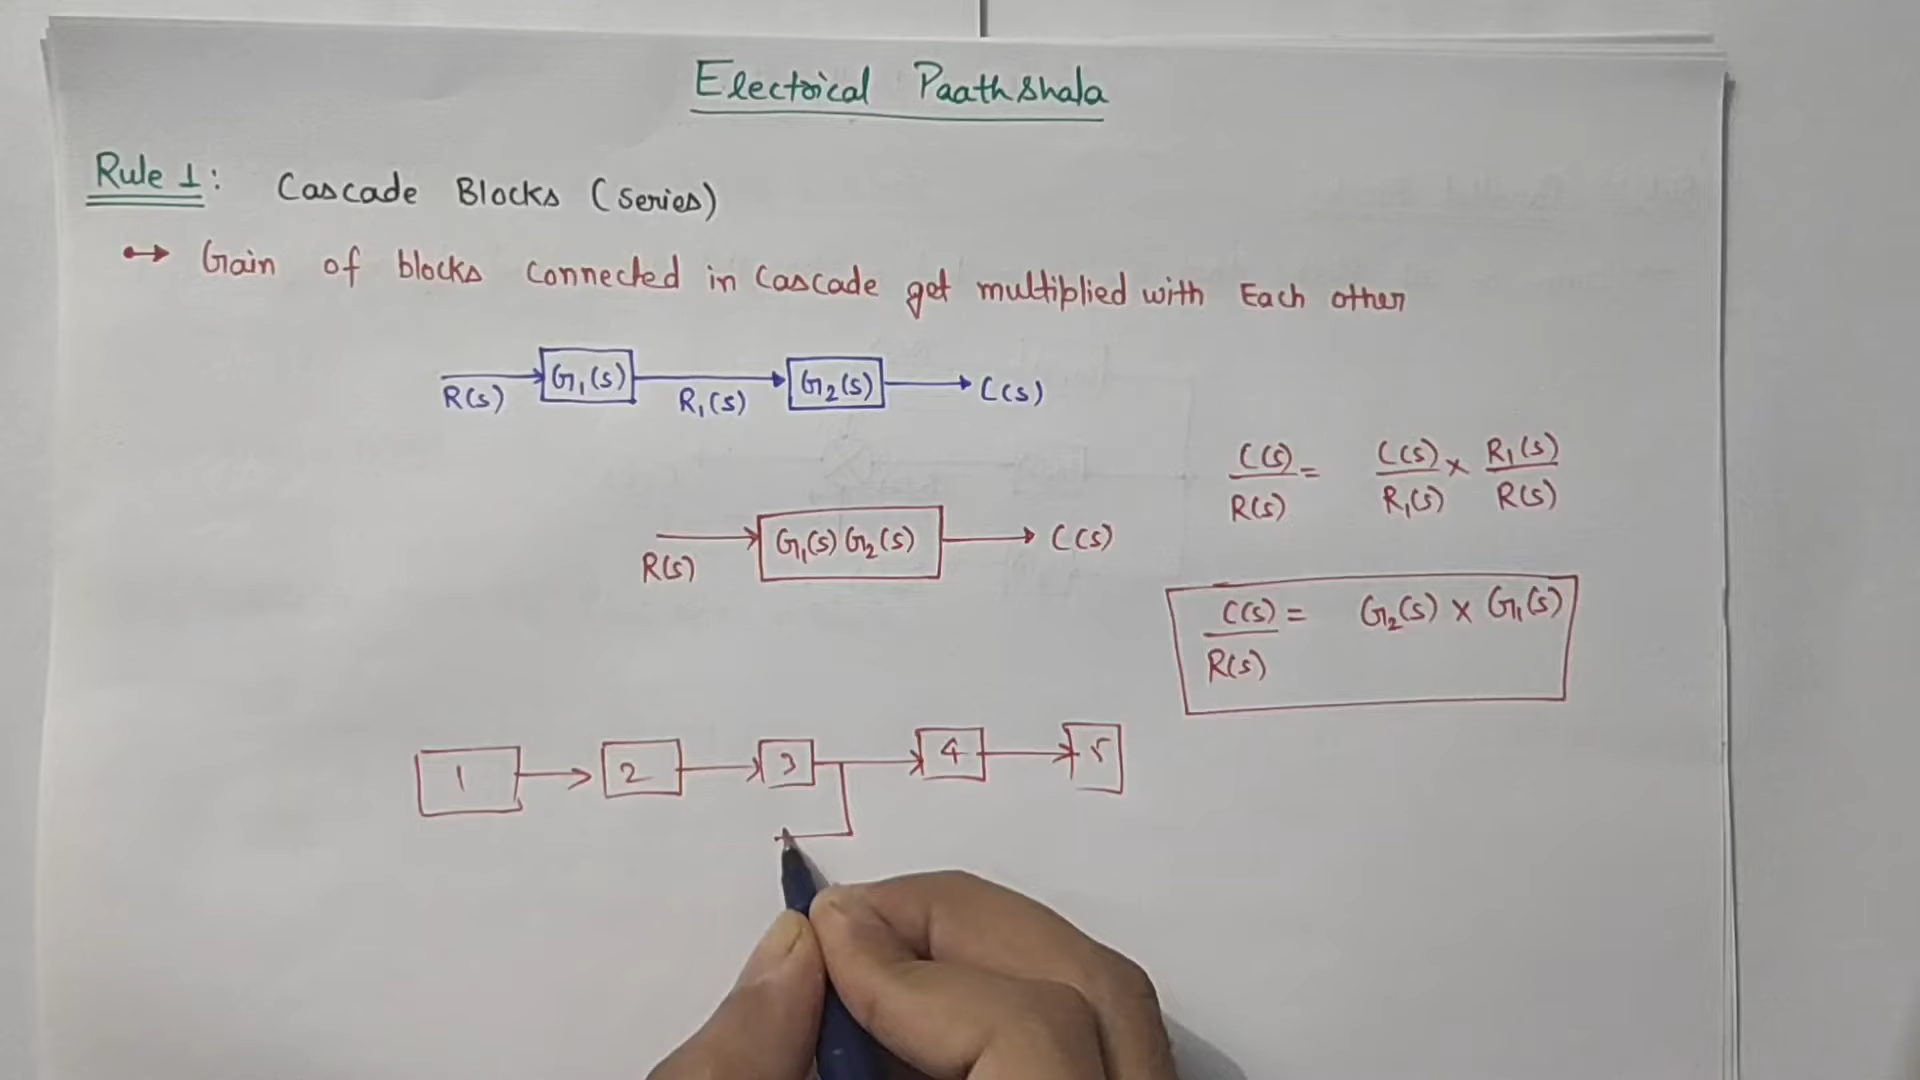 Electrical Paathshala
Rule 1: Cascade Blocks (series)
Gain of blocks connected in cascade get multiplied with Each other
R(s) G₁(s) R₁(s) G₂(s) C(s)
C(s)/R(s) = C(s)/R₁(s) × R₁(s)/R(s)
R(s) G₁(s) G₂(s) C(s)
C(s)/R(s) = G₂(s) × G₁(s)
1 2 3 4 5